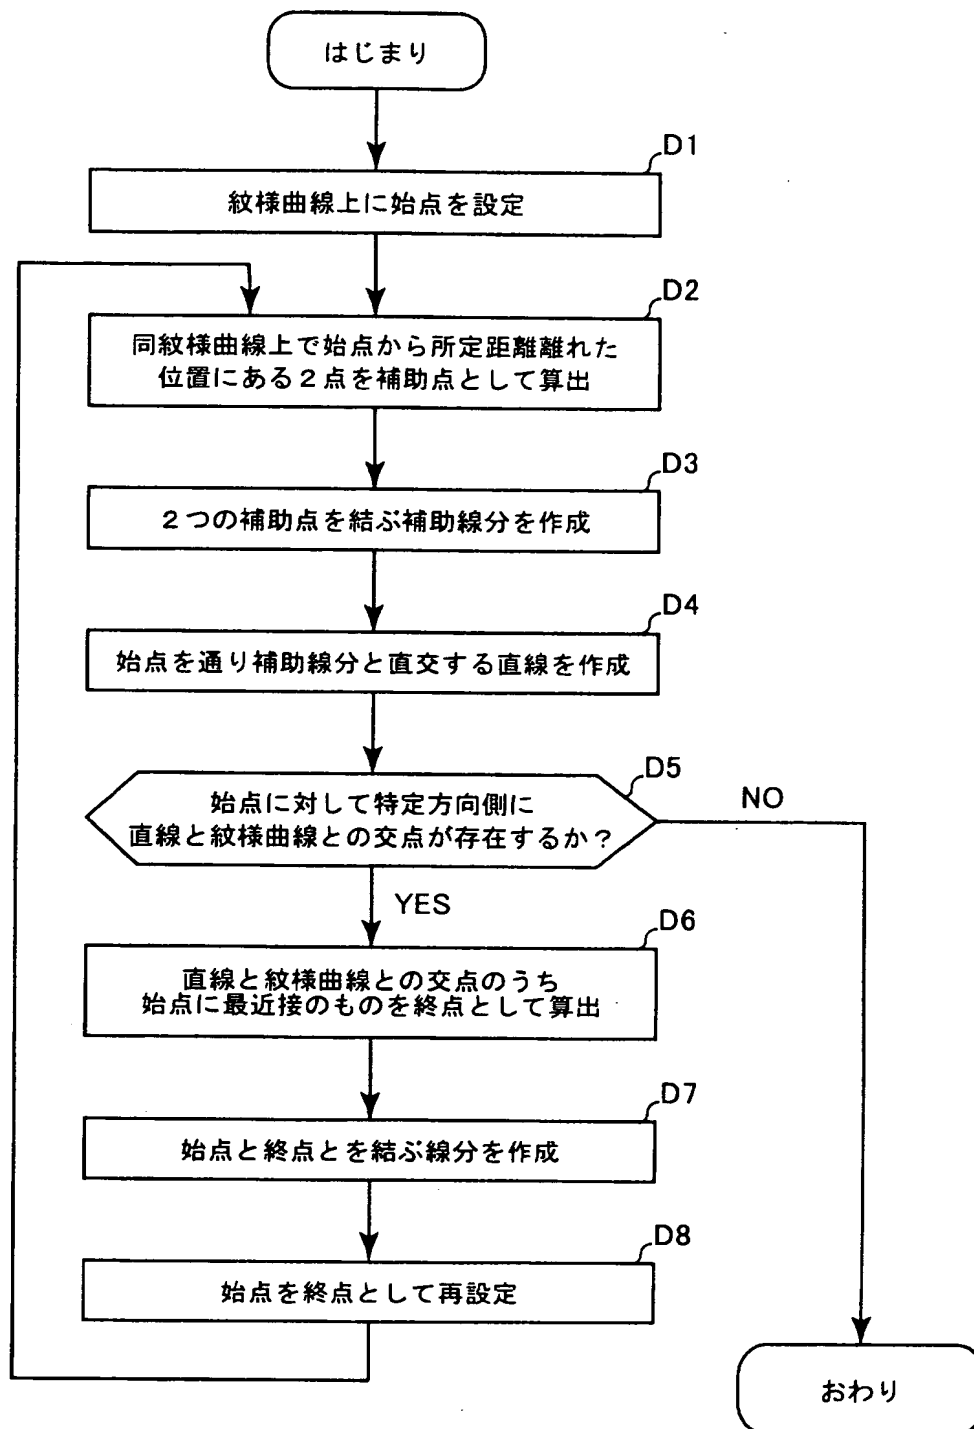 はじまり
D1
紋様曲線上に始点を設定
D2
同紋様曲線上で始点から所定距離離れた
位置にある2点を補助点として算出
D3
2つの補助点を結ぶ補助線分を作成
D4
始点を通り補助線分と直交する直線を作成
D5
始点に対して特定方向側に
直線と紋様曲線との交点が存在するか?
NO
YES
D6
直線と紋様曲線との交点のうち
始点に最近接のものを終点として算出
D7
始点と終点とを結ぶ線分を作成
D8
始点を終点として再設定
おわり